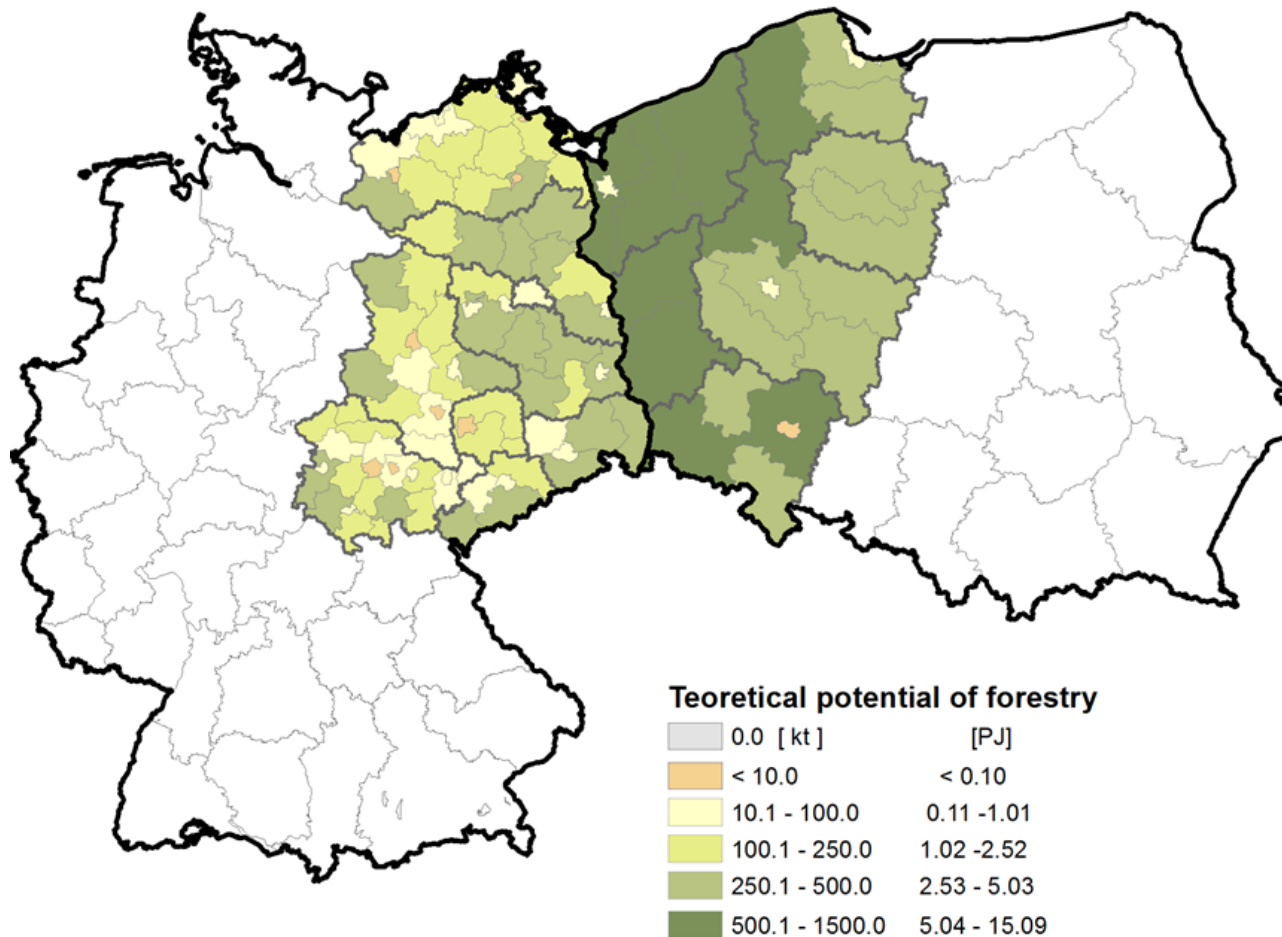 Teoretical potential of forestry
0.0 [ kt ] [PJ]
< 10.0 < 0.10
10.1 - 100.0 0.11 -1.01
100.1 - 250.0 1.02 -2.52
250.1 - 500.0 2.53 - 5.03
500.1 - 1500.0 5.04 - 15.09